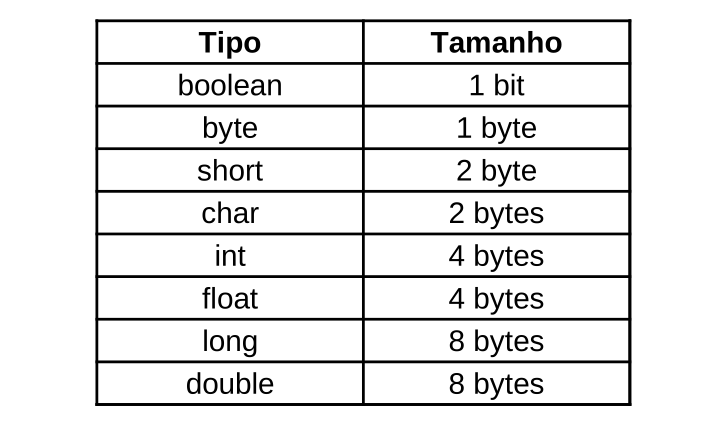 Tipo Tamanho
boolean 1 bit
byte 1 byte
short 2 byte
char 2 bytes
int 4 bytes
float 4 bytes
long 8 bytes
double 8 bytes